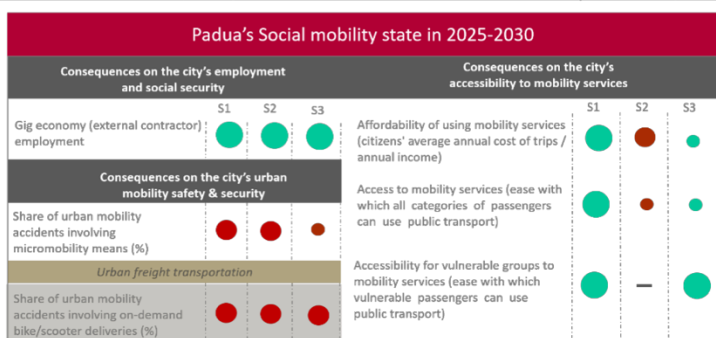 Padua's Social mobility state in 2025-2030
Consequences on the city's employment
and social security
S1 S2 S3
Gig economy (external contractor)
employment
Consequences on the city's urban
mobility safety & security
Share of urban mobility
accidents involving
micromobility means (%)
Urban freight transportation
Share of urban mobility
accidents involving on-demand
bike/scooter deliveries (%)
Consequences on the city's
accessibility to mobility services
S1 S2 S3
Affordability of using mobility services
(citizens' average annual cost of trips /
annual income)
Access to mobility services (ease with
which all categories of passengers
can use public transport)
Accessibility for vulnerable groups to
mobility services (ease with which
vulnerable passengers can use
public transport)